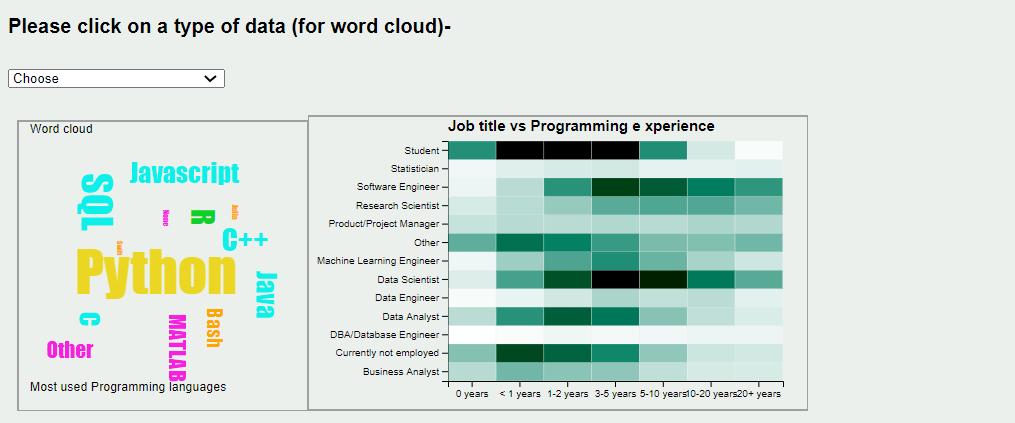 Please click on a type of data (for word cloud)-
Choose
Word cloud
Javascript
SQL
None
R
Julia
C++
Swift
Python
Java
C
MATLAB
Bash
Other
Most used Programming languages
Job title vs Programming e xperience
Student
Statistician
Software Engineer
Research Scientist
Product/Project Manager
Other
Machine Learning Engineer
Data Scientist
Data Engineer
Data Analyst
DBA/Database Engineer
Currently not employed
Business Analyst
0 years < 1 years 1-2 years 3-5 years 5-10 years 10-20 years 20+ years